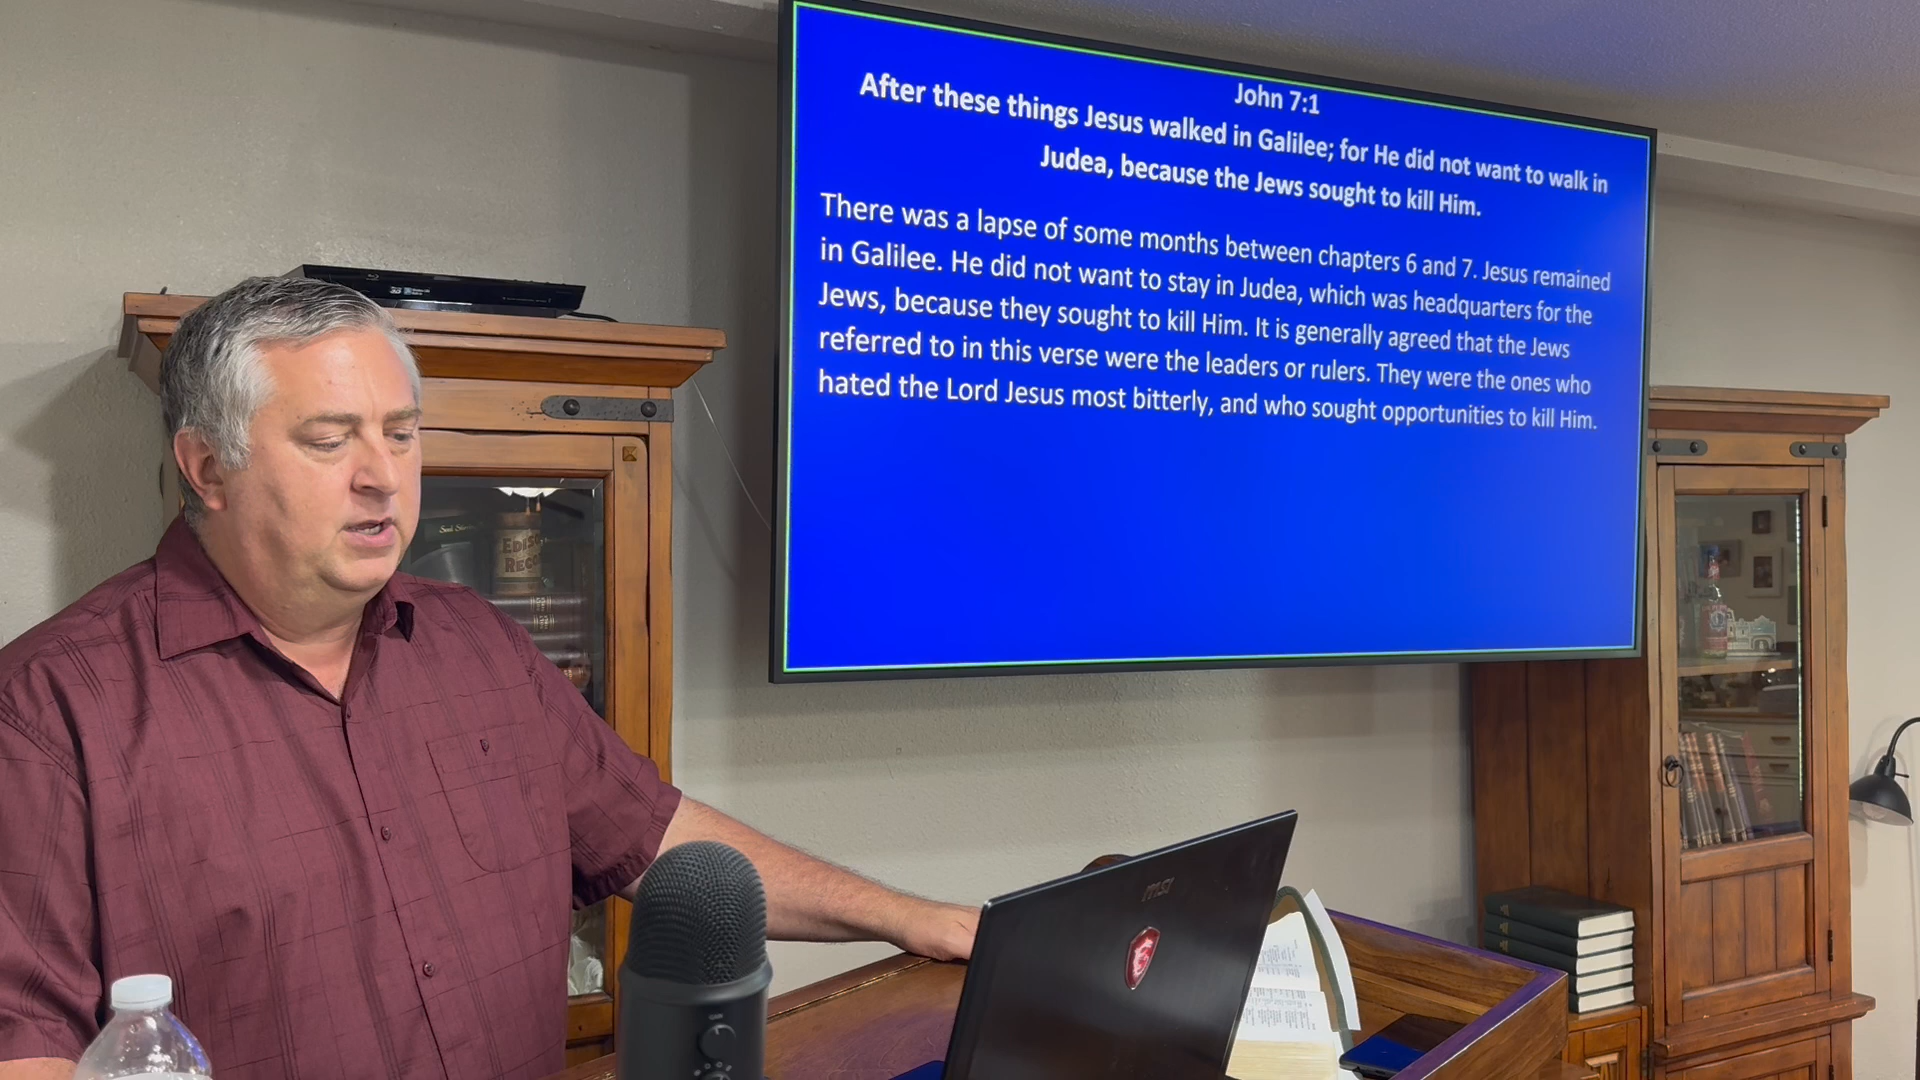 John 7:1
After these things Jesus walked in Galilee; for He did not want to walk in
Judea, because the Jews sought to kill Him.
There was a lapse of some months between chapters 6 and 7. Jesus remained
in Galilee. He did not want to stay in Judea, which was headquarters for the
Jews, because they sought to kill Him. It is generally agreed that the Jews
referred to in this verse were the leaders or rulers. They were the ones who
hated the Lord Jesus most bitterly, and who sought opportunities to kill Him.
msi